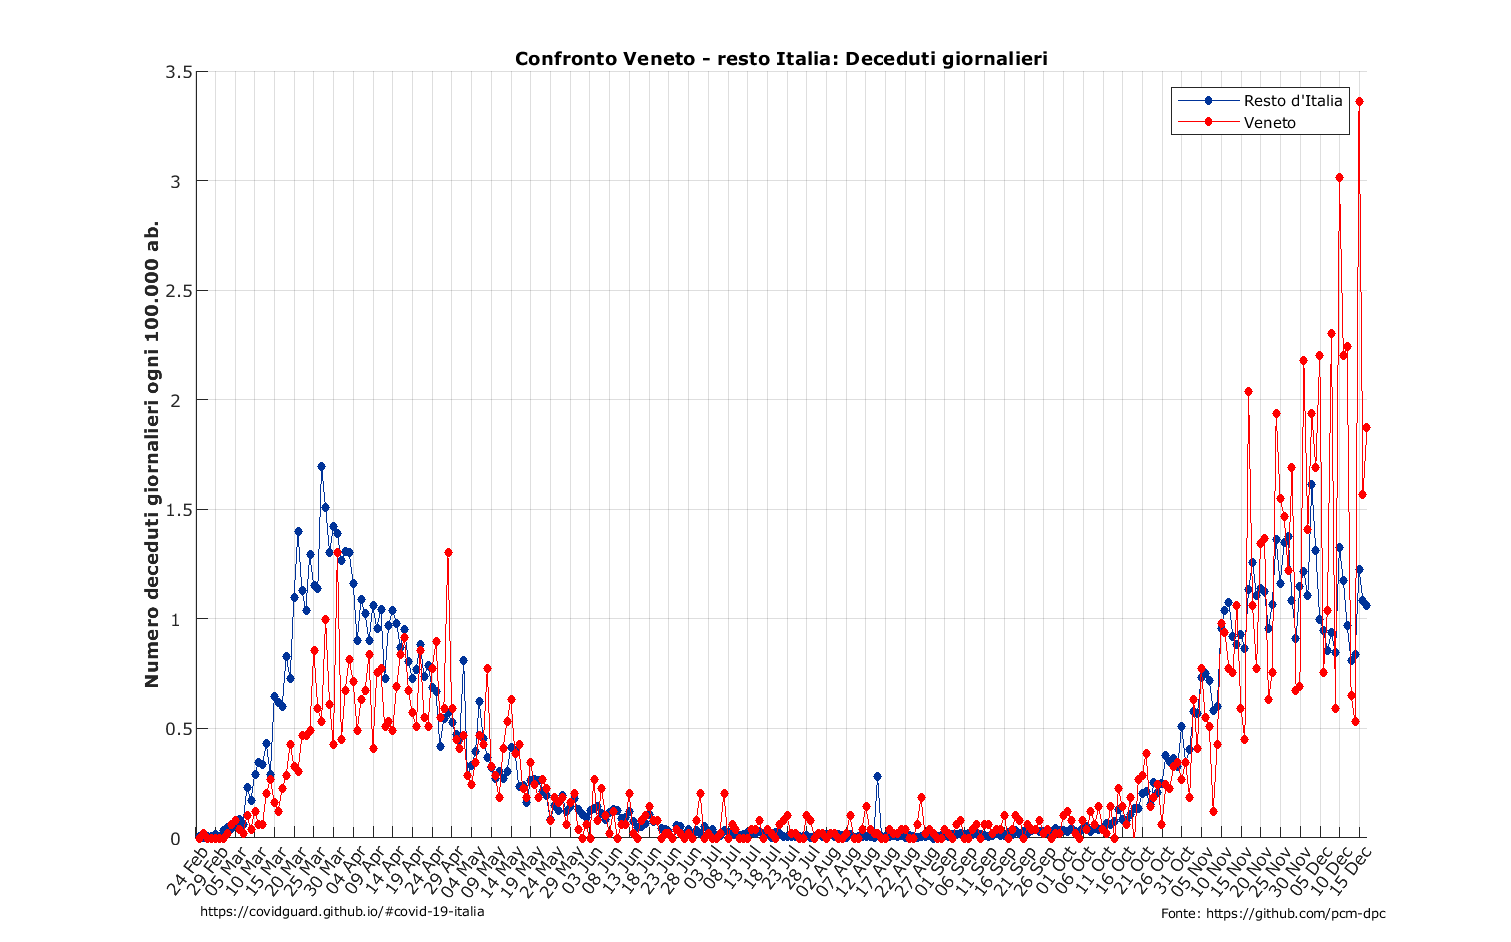 Confronto Veneto - resto Italia: Deceduti giornalieri
Resto d'Italia
Veneto
Numero deceduti giornalieri ogni 100.000 ab.
3.5
3
2.5
2
1.5
1
0.5
0
24 Feb
29 Feb
05 Mar
10 Mar
15 Mar
20 Mar
25 Mar
30 Mar
04 Apr
09 Apr
14 Apr
19 Apr
24 Apr
29 Apr
04 May
09 May
14 May
19 May
24 May
29 May
03 Jun
08 Jun
13 Jun
18 Jun
23 Jun
28 Jun
03 Jul
08 Jul
13 Jul
18 Jul
23 Jul
28 Jul
02 Aug
07 Aug
12 Aug
17 Aug
22 Aug
27 Aug
01 Sep
06 Sep
11 Sep
16 Sep
21 Sep
26 Sep
01 Oct
06 Oct
11 Oct
16 Oct
21 Oct
26 Oct
31 Oct
05 Nov
10 Nov
15 Nov
20 Nov
25 Nov
30 Nov
05 Dec
10 Dec
15 Dec
https://covidguard.github.io/#covid-19-italia
Fonte: https://github.com/pcm-dpc